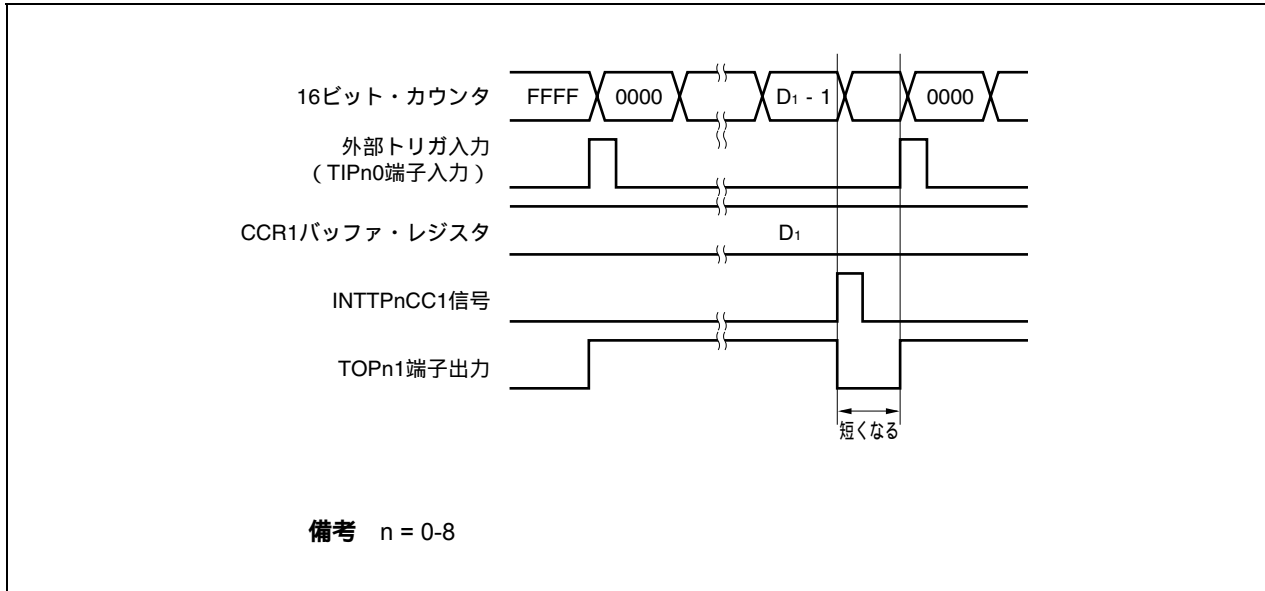 16ビット・カウンタ FFFF 0000 D1 - 1 0000
外部トリガ入力
(TIPn0端子入力)
CCR1バッファ・レジスタ D1
INTTPnCC1信号
TOPn1端子出力
短くなる
備考 n = 0-8